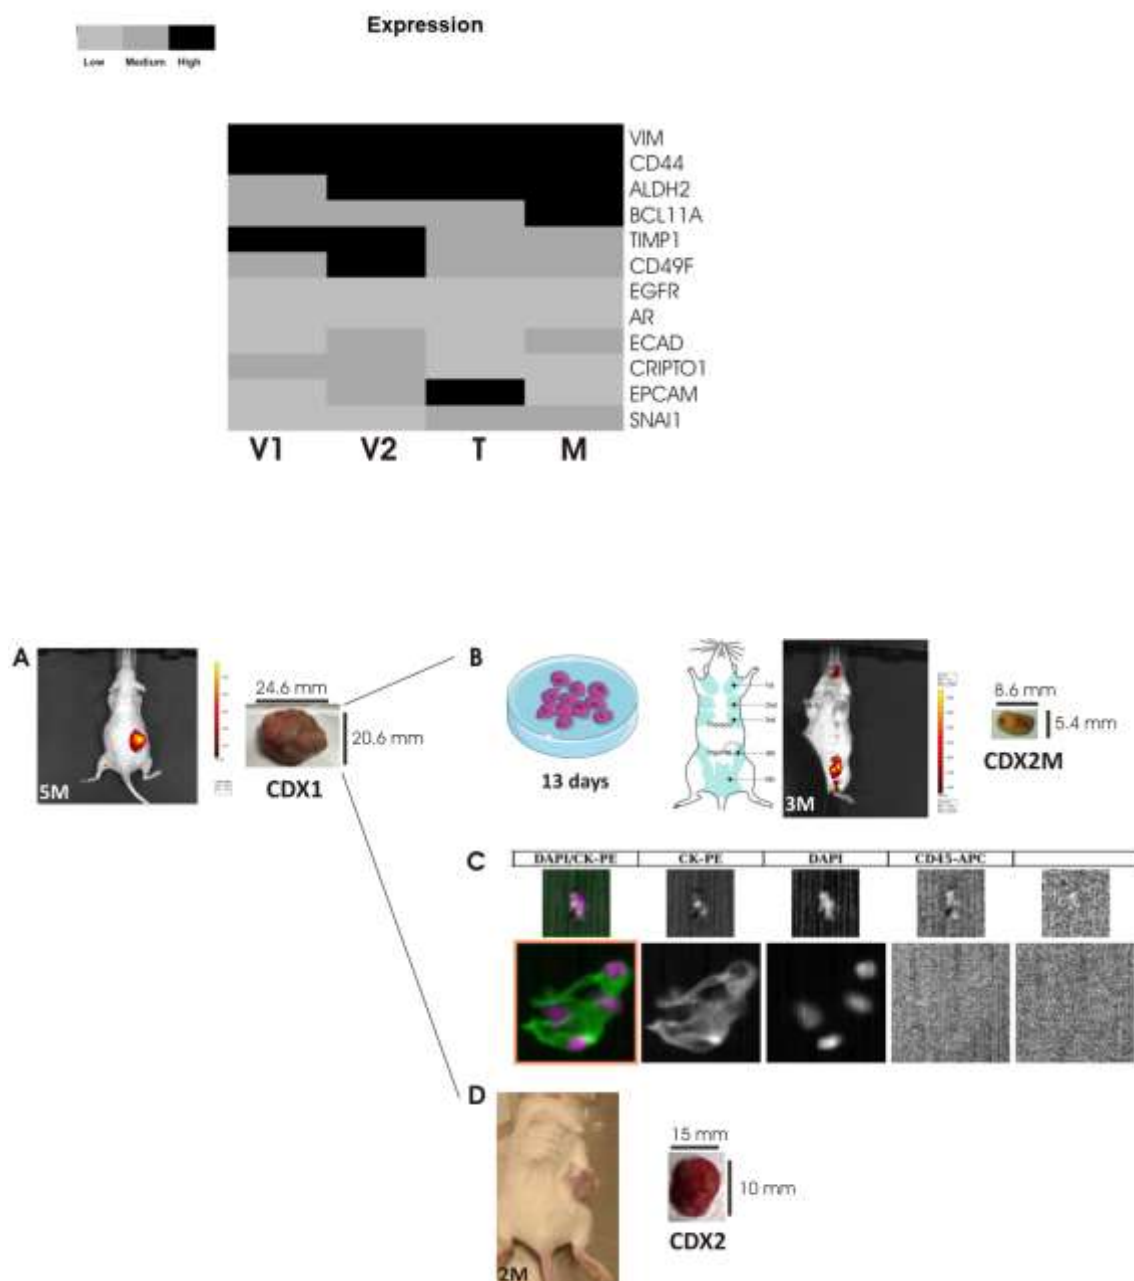 Expression
Low Medium High
VIM
CD44
ALDH2
BCL11A
TIMP1
CD49F
EGFR
AR
ECAD
CRIPTO1
EPCAM
SNAI1
V1 V2 T M
A
5M
24.6 mm
20.6 mm
CDX1
B
13 days
3M
8.6 mm
5.4 mm
CDX2M
C
DAPI/CK-PE CK-PE DAPI CD45-APC
D
2M
15 mm
10 mm
CDX2